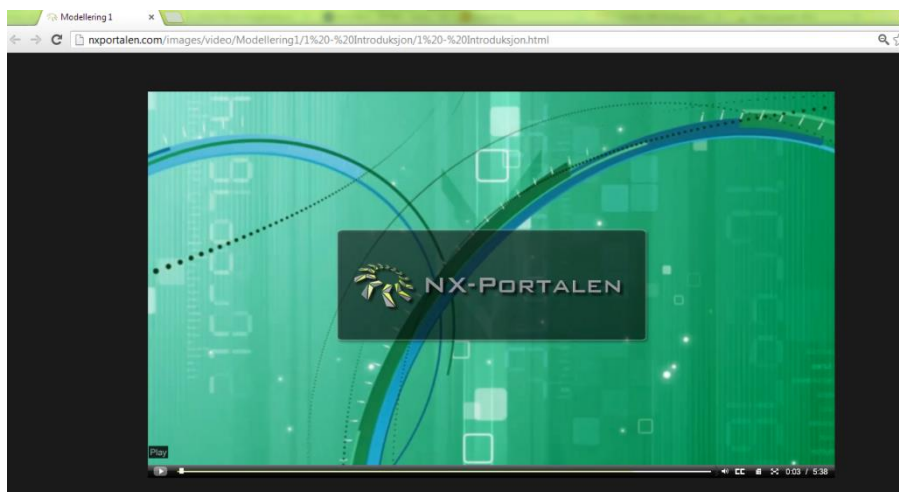 Modellering 1
nxportalen.com/images/video/Modellering1/1%20-%20Introduksjon/1%20-%20Introduksjon.html
NX-PORTALEN
Play
CC 0:03 / 5:38